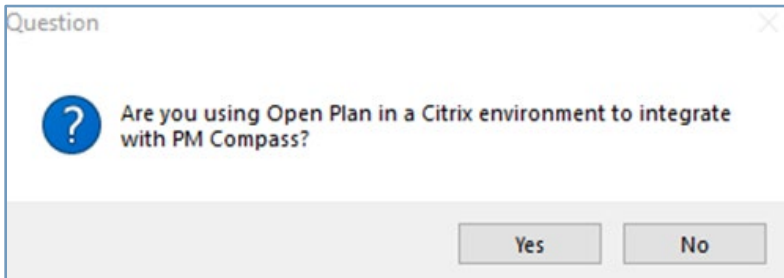 Question
Are you using Open Plan in a Citrix environment to integrate
with PM Compass?
Yes No